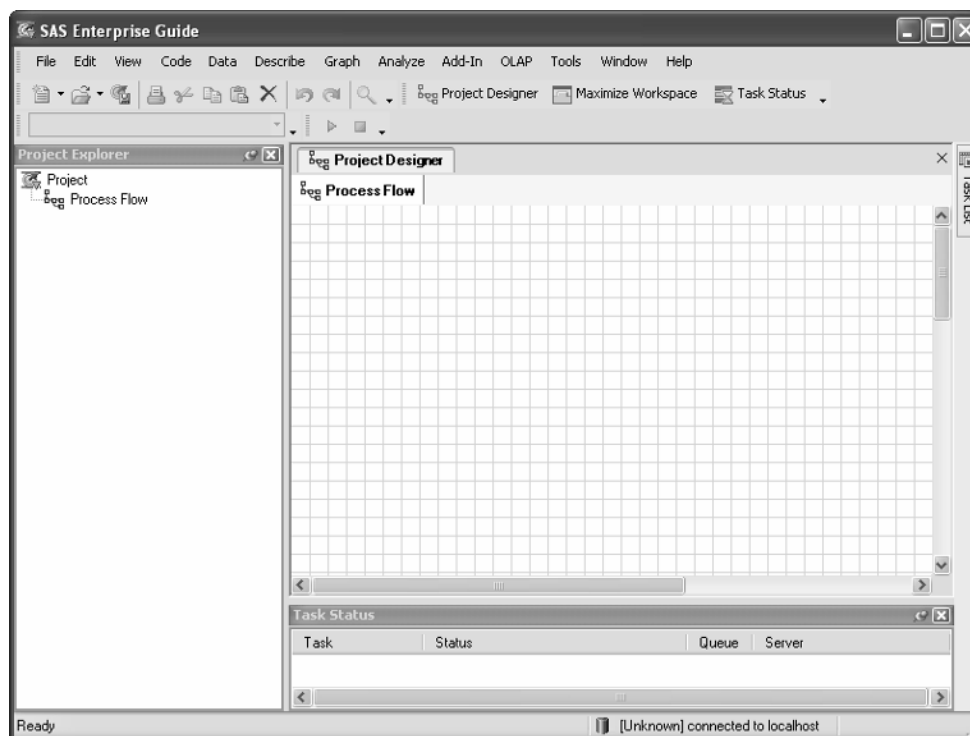 SAS Enterprise Guide
File Edit View Code Data Describe Graph Analyze Add-In OLAP Tools Window Help
Project Designer Maximize Workspace Task Status
Project Explorer
Project
Process Flow
Project Designer
Process Flow
Task List
Task Status
Task Status Queue Server
Ready
[Unknown] connected to localhost